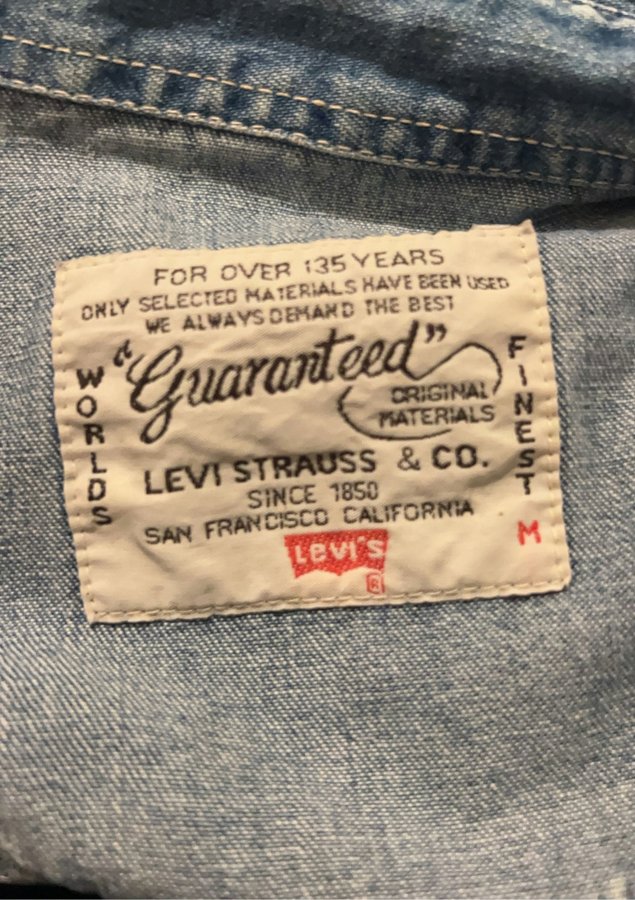 FOR OVER 135 YEARS
ONLY SELECTED MATERIALS HAVE BEEN USED
WE ALWAYS DEMAND THE BEST
"Guaranteed"
ORIGINAL
MATERIALS
WORLDS
FINEST
LEVI STRAUSS & CO.
SINCE 1850
SAN FRANCISCO CALIFORNIA
Levi's
®
M